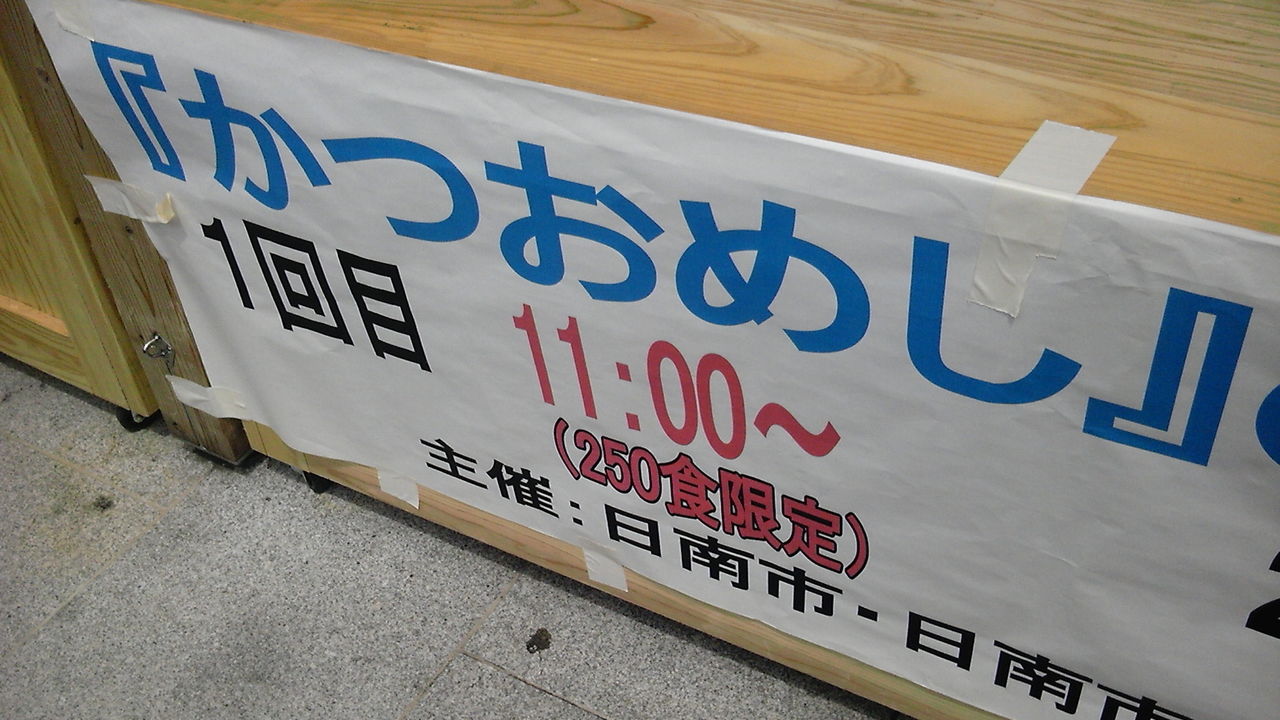 『かつおめし』
1回目
11:00～
(250食限定)
主催:日南市・日南市